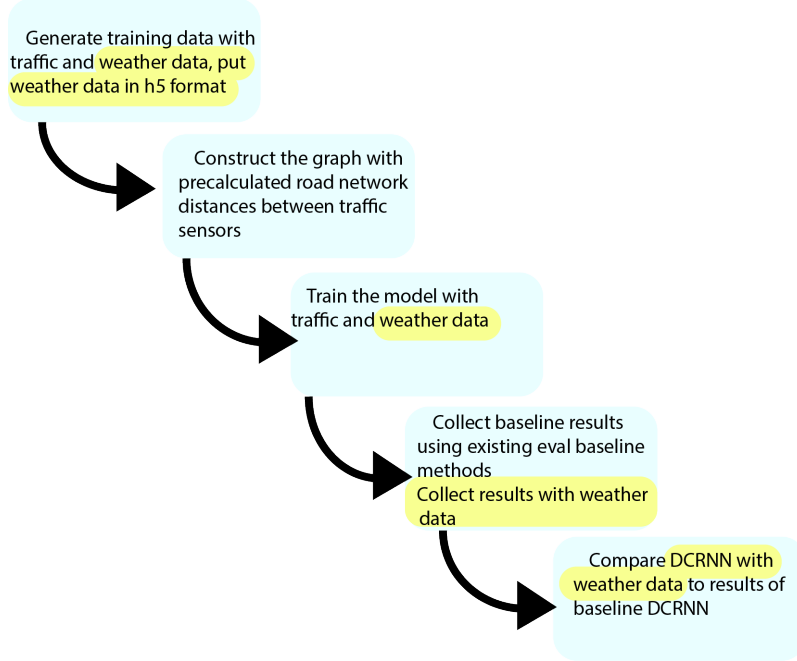 Generate training data with
traffic and weather data, put
weather data in h5 format
Construct the graph with
precalculated road network
distances between traffic
sensors
Train the model with
traffic and weather data
Collect baseline results
using existing eval baseline
methods
Collect results with weather
data
Compare DCRNN with
weather data to results of
baseline DCRNN